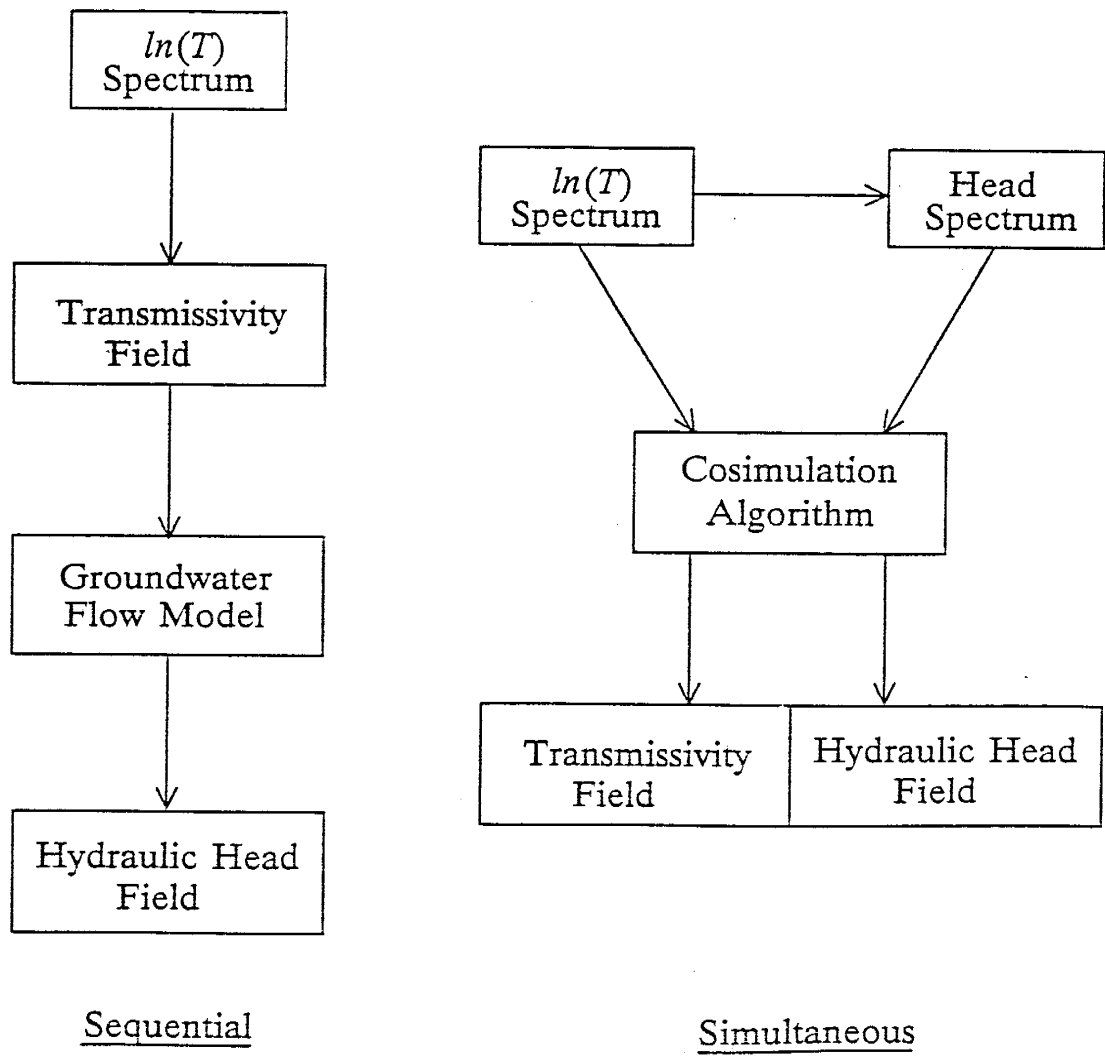 ln(T)
Spectrum
Transmissivity
Field
Groundwater
Flow Model
Hydraulic Head
Field
Sequential
ln(T)
Spectrum
Head
Spectrum
Cosimulation
Algorithm
Transmissivity
Field
Hydraulic Head
Field
Simultaneous